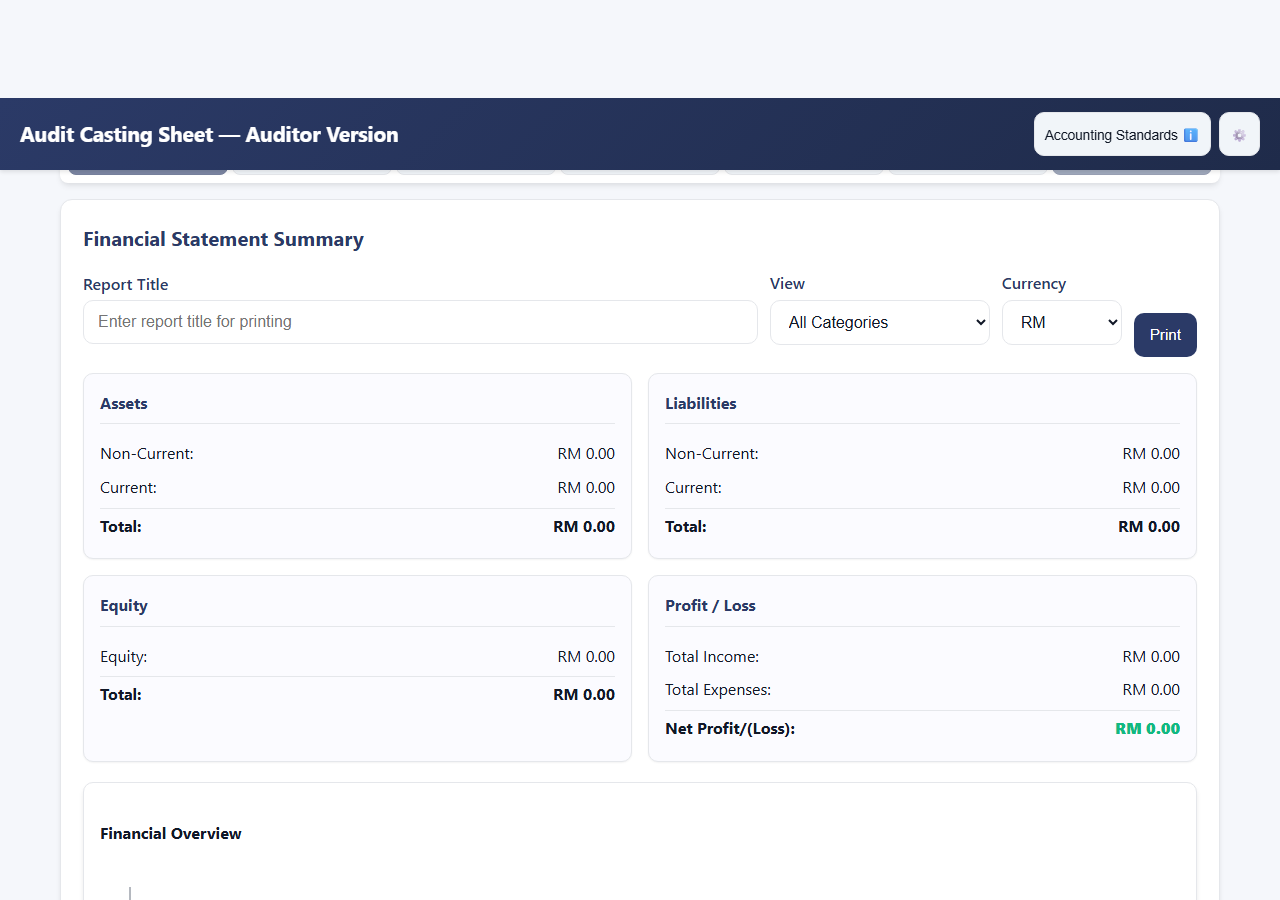 Audit Casting Sheet — Auditor Version
Accounting Standards ℹ️ ⚙️
Financial Statement Summary
Report Title
View
Currency
Enter report title for printing
All Categories
RM
Print
Assets
Non-Current: RM 0.00
Current: RM 0.00
Total: RM 0.00
Liabilities
Non-Current: RM 0.00
Current: RM 0.00
Total: RM 0.00
Equity
Equity: RM 0.00
Total: RM 0.00
Profit / Loss
Total Income: RM 0.00
Total Expenses: RM 0.00
Net Profit/(Loss): RM 0.00
Financial Overview